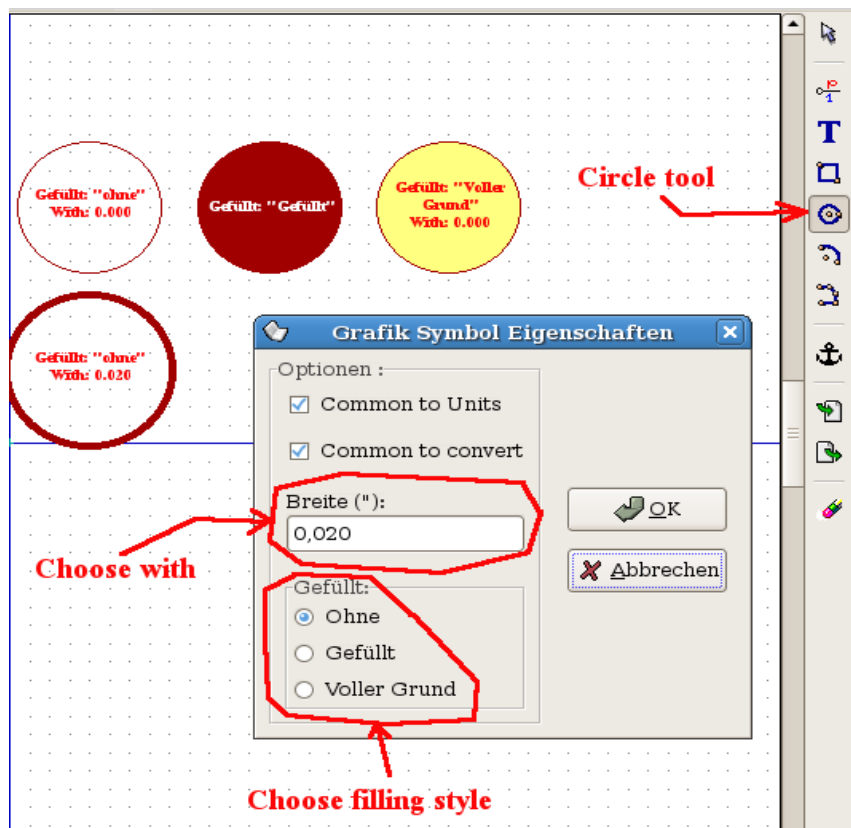 Gefüllt: "ohne"
With: 0.000
Gefüllt: "Gefüllt"
Gefüllt: "Voller
Grund"
With: 0.000
Circle tool
Gefüllt: "ohne"
With: 0.020
Grafik Symbol Eigenschaften
Optionen :
Common to Units
Common to convert
Breite ("):
0,020
OK
Abbrechen
Choose with
Gefüllt:
Ohne
Gefüllt
Voller Grund
Choose filling style
T